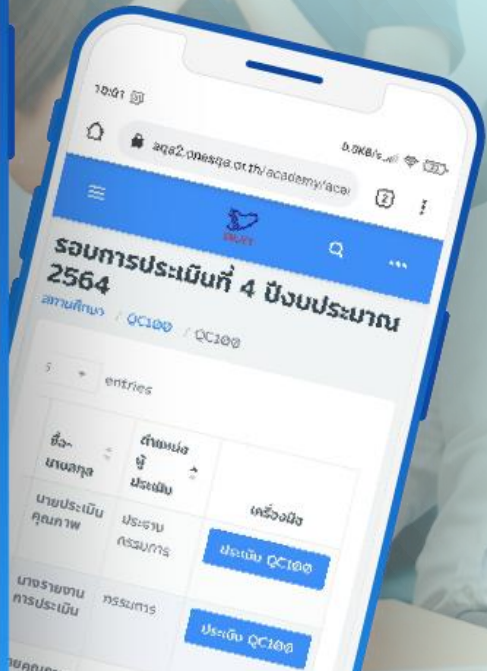 10:01
0.0KB/s
aqa2.onesqa.or.th/academy/acad
2
รอบการประเมินที่ 4 ปีงบประมาณ
2564
สถานศึกษา / QC100 / QC100
5 entries
ชื่อ-
นามสกุล
ตำแหน่ง
ผู้
ประเมิน
เครื่องมือ
นายประเมิน
คุณภาพ
ประธาน
กรรมการ
ประเมิน QC100
นางรายงาน
การประเมิน
กรรมการ
ประเมิน QC100